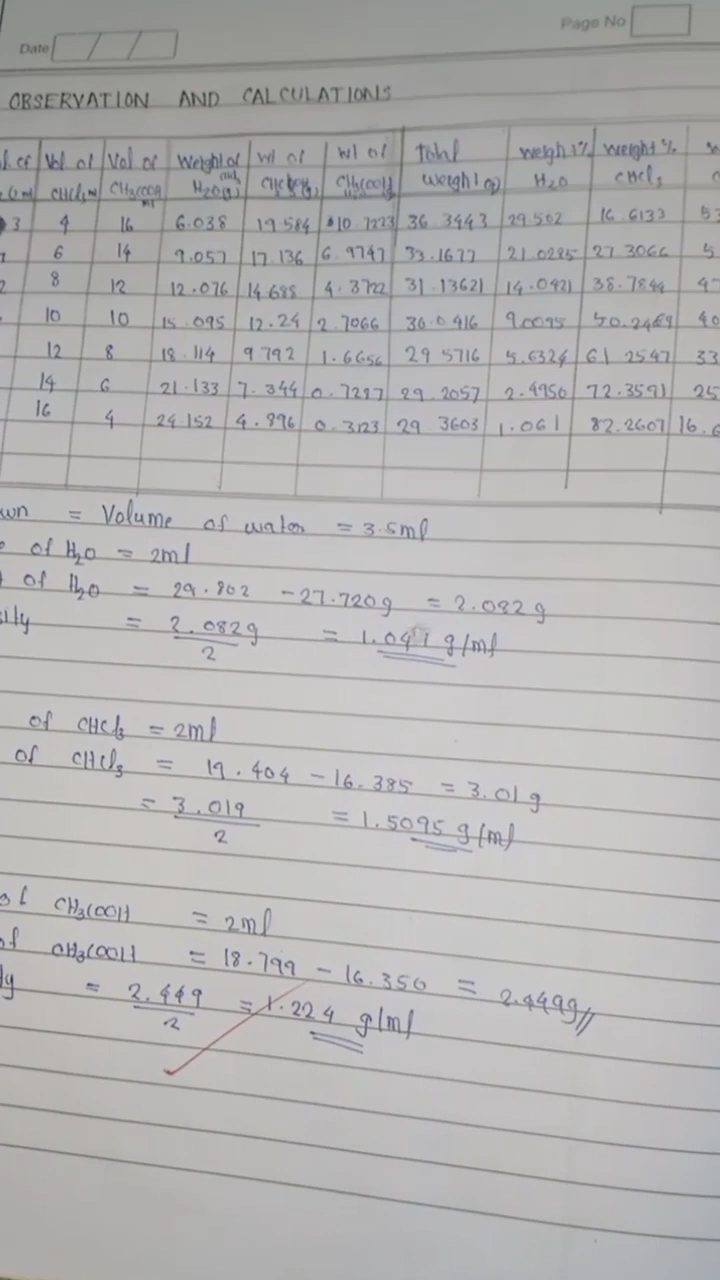 Date
Page No
OBSERVATION AND CALCULATIONS
Vol of Vol of Weight of wt of wt of total weight% weight%
CHCl3 CH3COOH H2O(g) CH3COOH weight(g) H2O CHCl3
3 4 16 6.038 19.584 10.7223 36.3443 29.502 16.6133
6 14 9.057 17.136 6.9747 33.1677 21.0285 27.3066
8 12 12.076 14.688 4.3722 31.13621 14.0421 38.7844
10 10 15.095 12.24 2.7066 30.0416 9.0095 50.2469
12 8 18.114 9.792 1.6656 29.5716 5.6324 61.2547 33
14 6 21.133 7.344 0.7287 29.2057 2.4950 72.3591 25
16 4 24.152 4.896 0.3123 29.3603 1.061 82.2607 16.6
= Volume of water = 3.5ml
of H2O = 2ml
of H2O = 29.802 - 27.720g = 2.082g
= 2.082g/2 = 1.041 g/ml
of CHCl3 = 2ml
of CHCl3 = 19.404 - 16.385 = 3.01g
= 3.019/2 = 1.5095 g/ml
of CH3COOH = 2ml
of CH3COOH = 18.799 - 16.350 = 2.449g//
= 2.449/2 = 1.224 g/ml